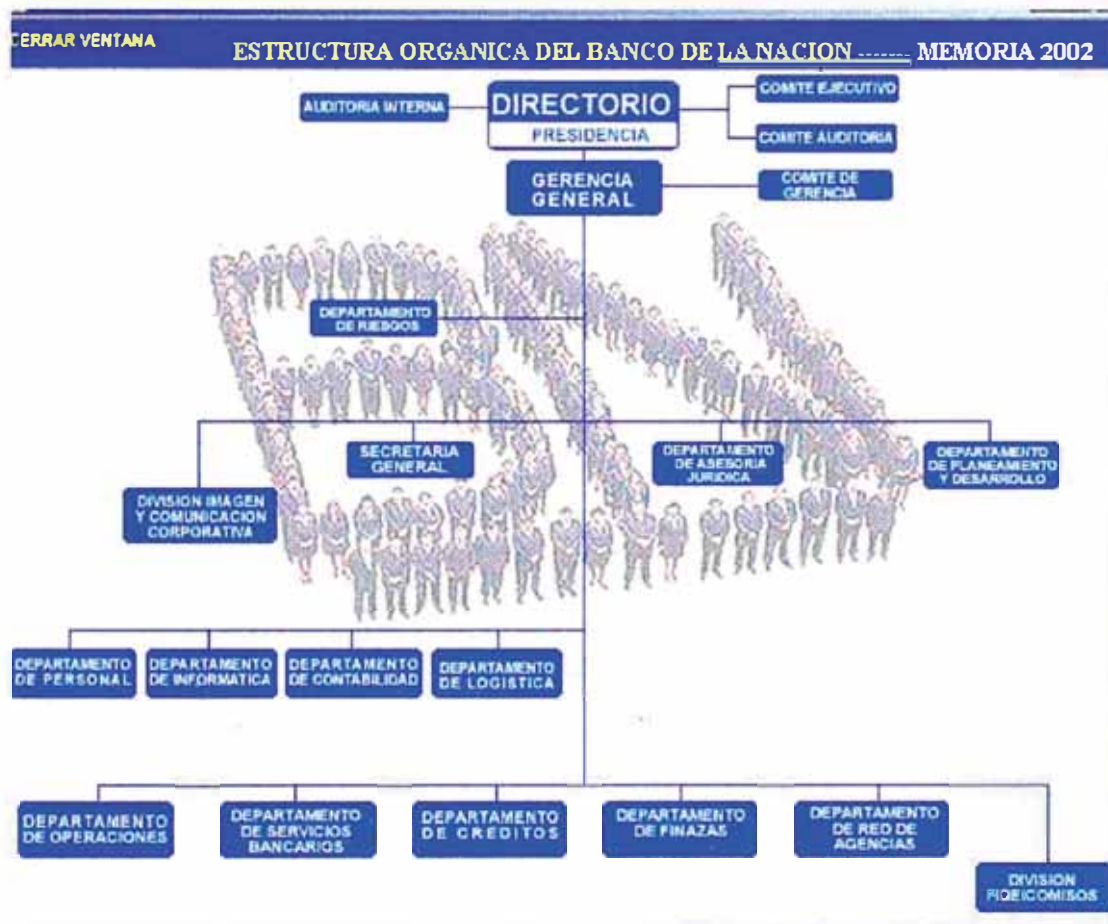 CERRAR VENTANA
ESTRUCTURA ORGANICA DEL BANCO DE LA NACION ------ MEMORIA 2002
AUDITORIA INTERNA
DIRECTORIO
PRESIDENCIA
COMITE EJECUTIVO
COMITE AUDITORIA
GERENCIA
GENERAL
COMITE DE
GERENCIA
DEPARTAMENTO
DE RIESGOS
SECRETARIA
GENERAL
DEPARTAMENTO
DE ASESORIA
JURIDICA
DEPARTAMENTO
DE PLANEAMIENTO
Y DESARROLLO
DIVISION IMÁGEN
Y COMUNICACION
CORPORATIVA
DEPARTAMENTO
DE PERSONAL
DEPARTAMENTO
DE INFORMATICA
DEPARTAMENTO
DE CONTABILIDAD
DEPARTAMENTO
DE LOGISTICA
DEPARTAMENTO
DE OPERACIONES
DEPARTAMENTO
DE SERVICIOS
BANCARIOS
DEPARTAMENTO
DE CREDITOS
DEPARTAMENTO
DE FINAZAS
DEPARTAMENTO
DE RED DE
AGENCIAS
DIVISION
FIDEICOMISOS